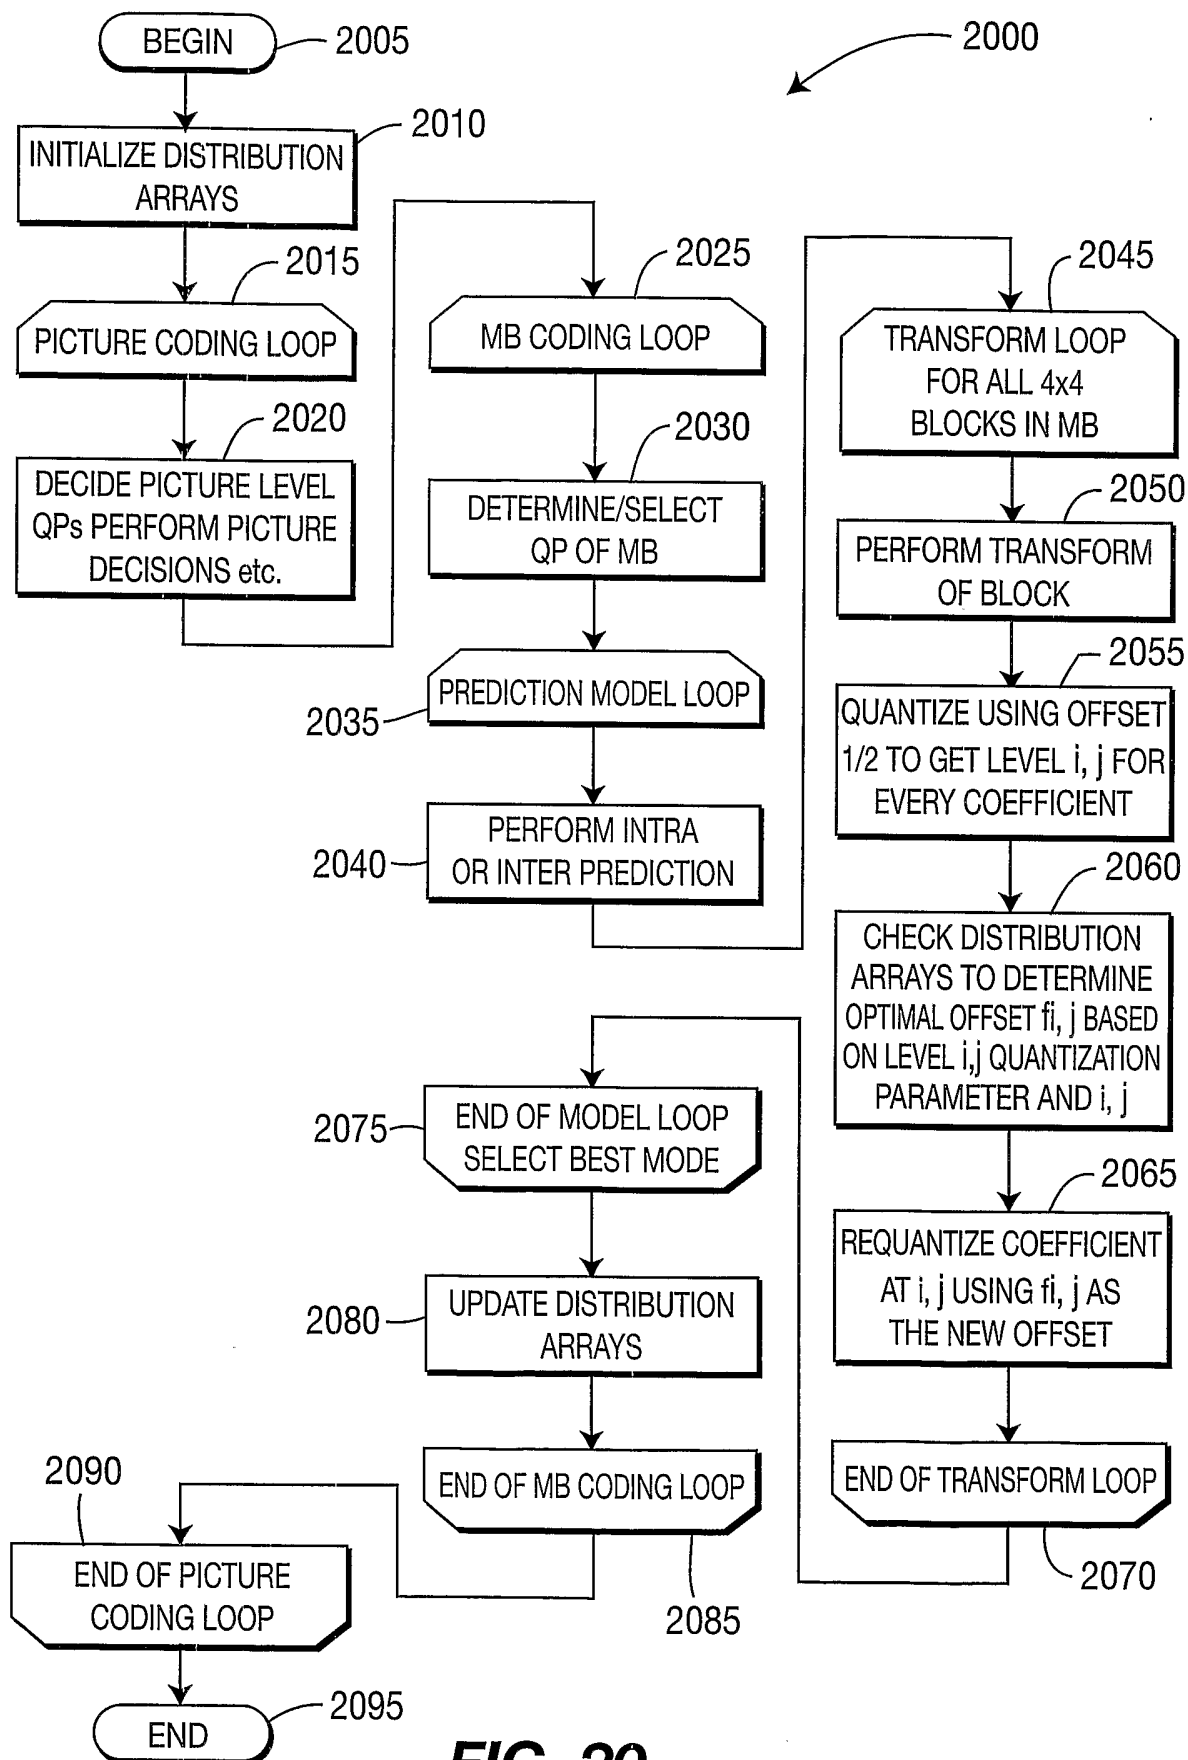 BEGIN
2005
2000
INITIALIZE DISTRIBUTION
ARRAYS
2010
PICTURE CODING LOOP
2015
DECIDE PICTURE LEVEL
QPs PERFORM PICTURE
DECISIONS etc.
2020
MB CODING LOOP
2025
DETERMINE/SELECT
QP OF MB
2030
PREDICTION MODEL LOOP
2035
PERFORM INTRA
OR INTER PREDICTION
2040
TRANSFORM LOOP
FOR ALL 4x4
BLOCKS IN MB
2045
PERFORM TRANSFORM
OF BLOCK
2050
QUANTIZE USING OFFSET
1/2 TO GET LEVEL i, j FOR
EVERY COEFFICIENT
2055
CHECK DISTRIBUTION
ARRAYS TO DETERMINE
OPTIMAL OFFSET fi, j BASED
ON LEVEL i,j QUANTIZATION
PARAMETER AND i, j
2060
REQUANTIZE COEFFICIENT
AT i, j USING fi, j AS
THE NEW OFFSET
2065
END OF TRANSFORM LOOP
2070
END OF MODEL LOOP
SELECT BEST MODE
2075
UPDATE DISTRIBUTION
ARRAYS
2080
END OF MB CODING LOOP
2085
END OF PICTURE
CODING LOOP
2090
END
2095
FIG. 20